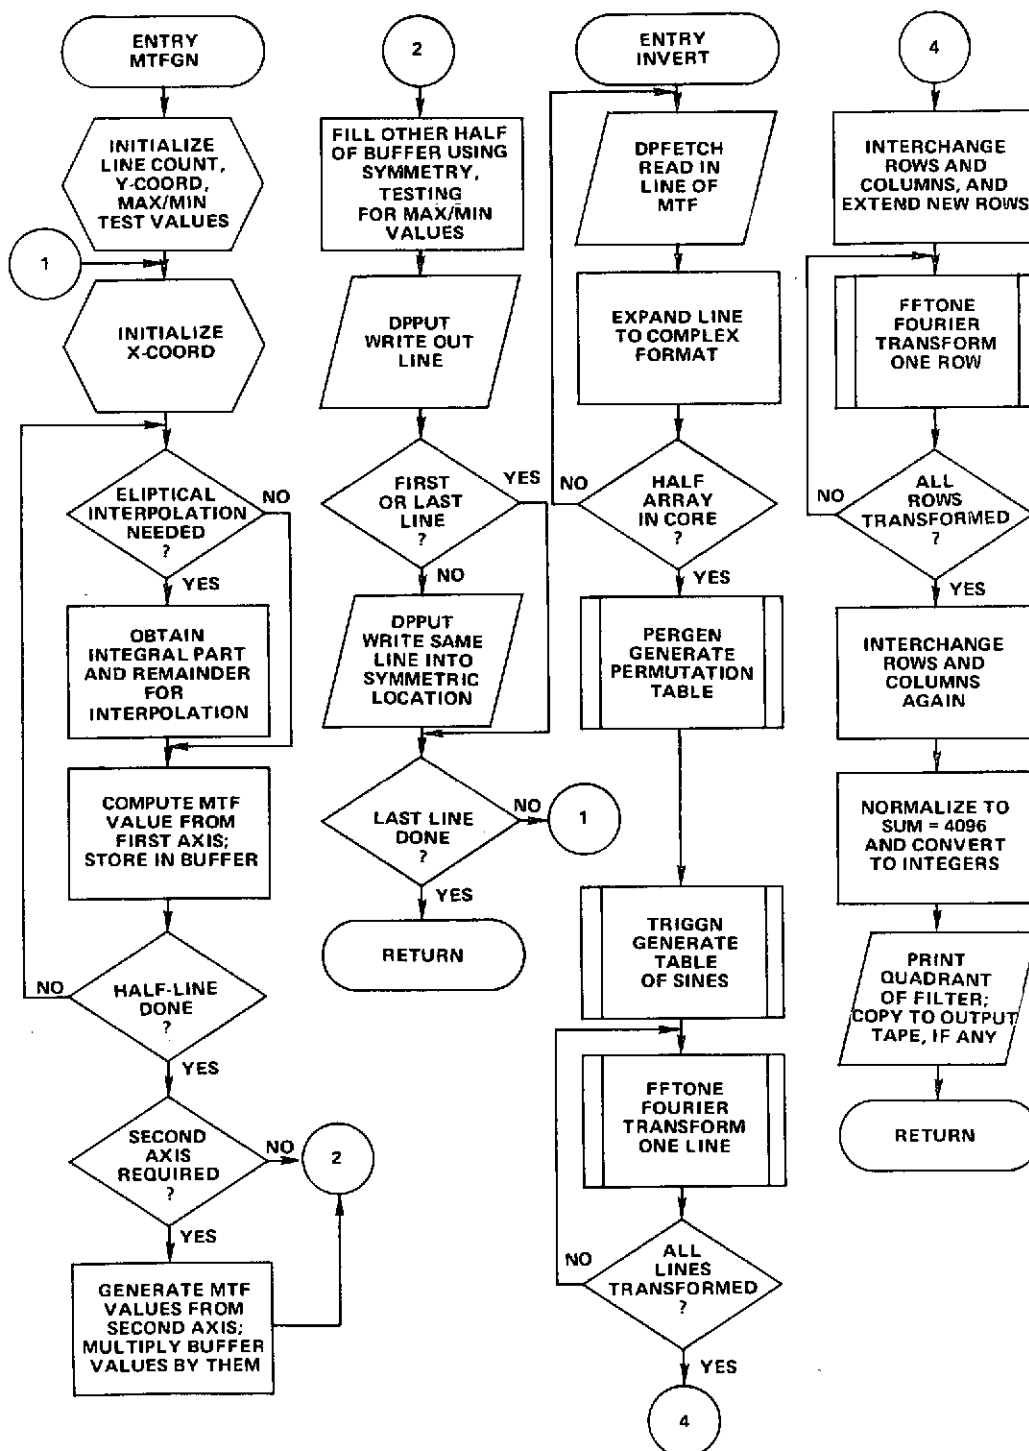 ENTRY
MTFGN
INITIALIZE
LINE COUNT,
Y-COORD,
MAX/MIN
TEST VALUES
1
INITIALIZE
X-COORD
ELIPTICAL
INTERPOLATION
NEEDED
?
NO
YES
OBTAIN
INTEGRAL PART
AND REMAINDER
FOR
INTERPOLATION
COMPUTE MTF
VALUE FROM
FIRST AXIS;
STORE IN BUFFER
NO
HALF-LINE
DONE
?
YES
SECOND
AXIS
REQUIRED
?
NO
2
YES
GENERATE MTF
VALUES FROM
SECOND AXIS;
MULTIPLY BUFFER
VALUES BY THEM
2
FILL OTHER HALF
OF BUFFER USING
SYMMETRY,
TESTING
FOR MAX/MIN
VALUES
DPPUT
WRITE OUT
LINE
FIRST
OR LAST
LINE
?
YES
NO
DPPUT
WRITE SAME
LINE INTO
SYMMETRIC
LOCATION
LAST LINE
DONE
?
NO
1
YES
RETURN
ENTRY
INVERT
DPFETCH
READ IN
LINE OF
MTF
EXPAND LINE
TO COMPLEX
FORMAT
NO
HALF
ARRAY
IN CORE
?
YES
PERGEN
GENERATE
PERMUTATION
TABLE
TRIGGN
GENERATE
TABLE
OF SINES
FFTONE
FOURIER
TRANSFORM
ONE LINE
NO
ALL
LINES
TRANSFORMED
?
YES
4
4
INTERCHANGE
ROWS AND
COLUMNS, AND
EXTEND NEW ROWS
FFTONE
FOURIER
TRANSFORM
ONE ROW
NO
ALL
ROWS
TRANSFORMED
?
YES
INTERCHANGE
ROWS AND
COLUMNS
AGAIN
NORMALIZE TO
SUM = 4096
AND CONVERT
TO INTEGERS
PRINT
QUADRANT
OF FILTER;
COPY TO OUTPUT
TAPE, IF ANY
RETURN